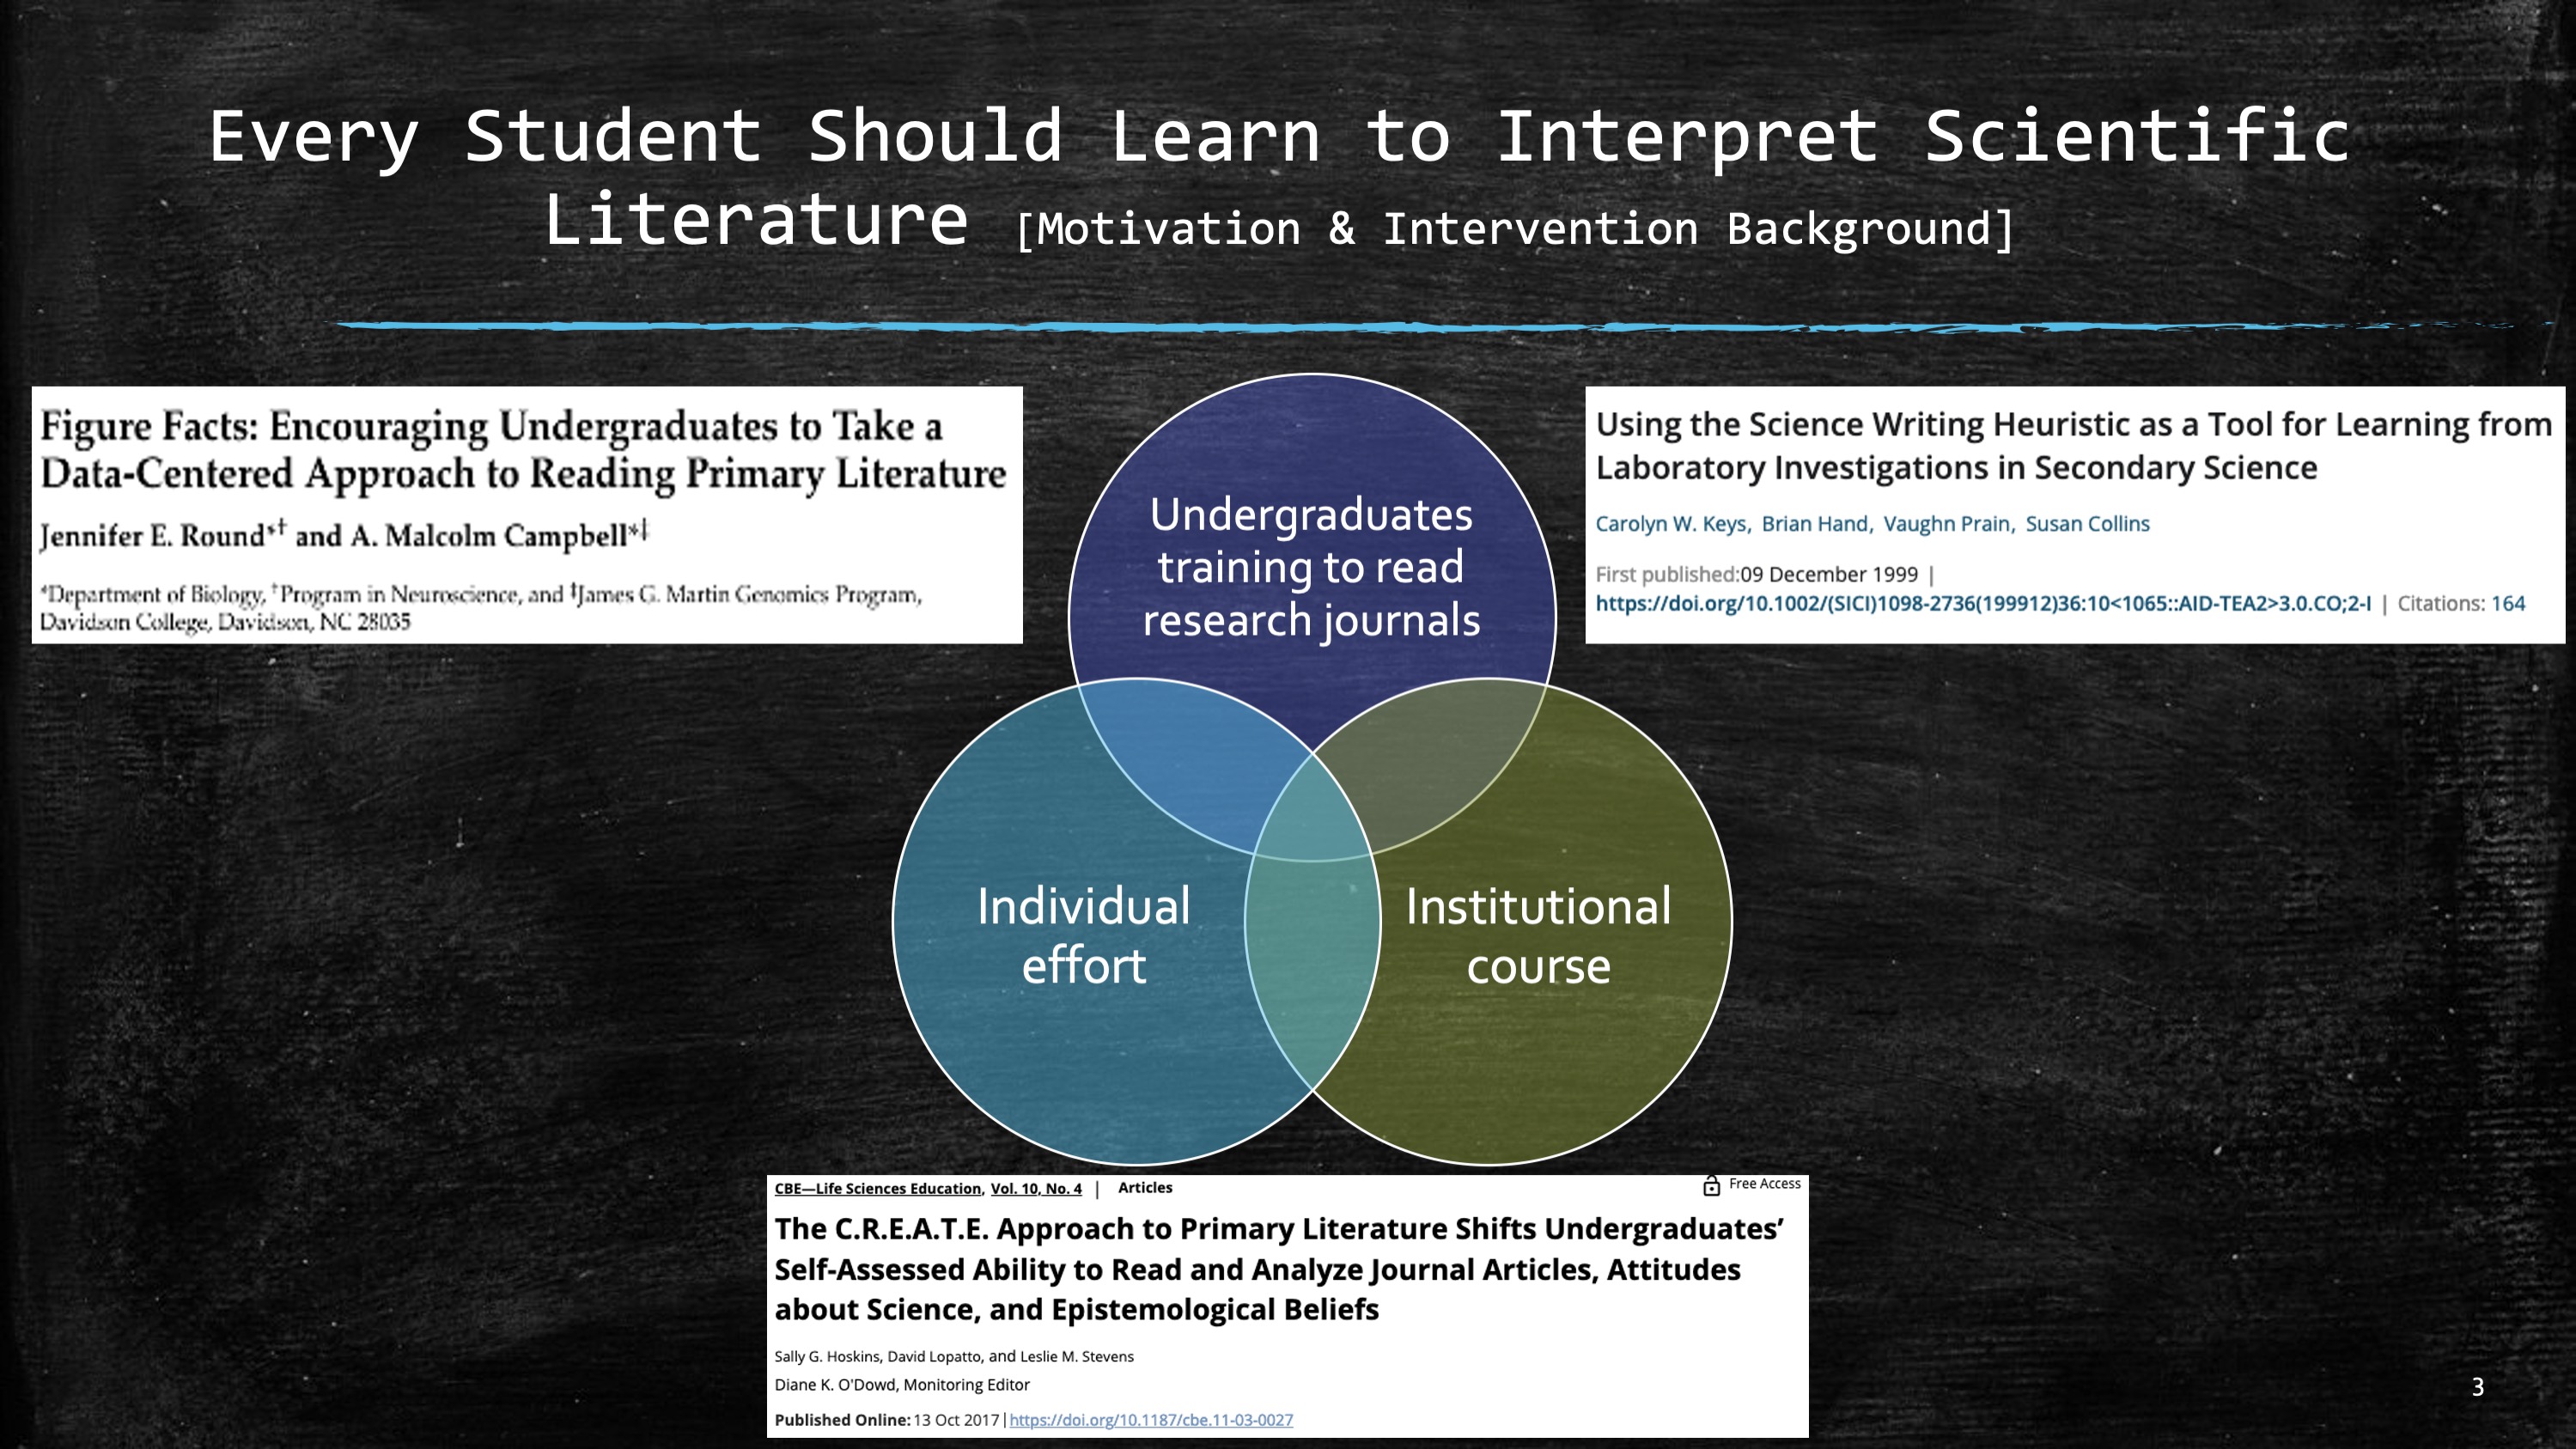 Every Student Should Learn to Interpret Scientific
Literature [Motivation & Intervention Background]
Figure Facts: Encouraging Undergraduates to Take a
Data-Centered Approach to Reading Primary Literature
Jennifer E. Round*† and A. Malcolm Campbell*‡
*Department of Biology, †Program in Neuroscience, and ‡James G. Martin Genomics Program,
Davidson College, Davidson, NC 28035
Undergraduates
training to read
research journals
Using the Science Writing Heuristic as a Tool for Learning from
Laboratory Investigations in Secondary Science
Carolyn W. Keys, Brian Hand, Vaughn Prain, Susan Collins
First published:09 December 1999 |
https://doi.org/10.1002/(SICI)1098-2736(199912)36:10<1065::AID-TEA2>3.0.CO;2-I | Citations: 164
Individual
effort
Institutional
course
CBE—Life Sciences Education, Vol. 10, No. 4 | Articles
Free Access
The C.R.E.A.T.E. Approach to Primary Literature Shifts Undergraduates’
Self-Assessed Ability to Read and Analyze Journal Articles, Attitudes
about Science, and Epistemological Beliefs
Sally G. Hoskins, David Lopatto, and Leslie M. Stevens
Diane K. O'Dowd, Monitoring Editor
Published Online: 13 Oct 2017 | https://doi.org/10.1187/cbe.11-03-0027
3